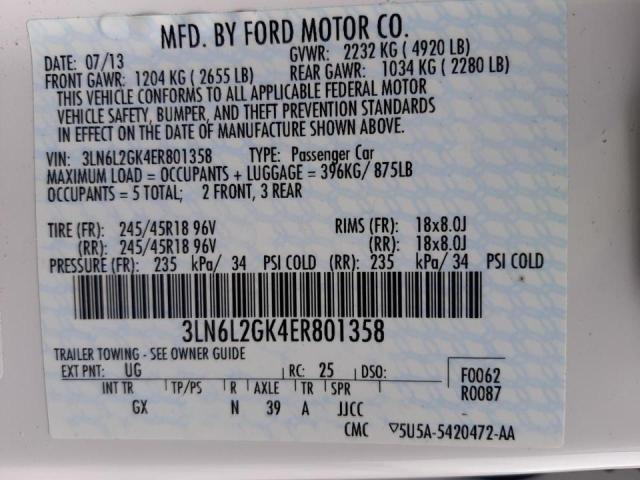 MFD. BY FORD MOTOR CO.
DATE: 07/13 GVWR: 2232 KG ( 4920 LB)
FRONT GAWR: 1204 KG ( 2655 LB) REAR GAWR: 1034 KG ( 2280 LB)
THIS VEHICLE CONFORMS TO ALL APPLICABLE FEDERAL MOTOR
VEHICLE SAFETY, BUMPER, AND THEFT PREVENTION STANDARDS
IN EFFECT ON THE DATE OF MANUFACTURE SHOWN ABOVE.
VIN: 3LN6L2GK4ER801358 TYPE: Passenger Car
MAXIMUM LOAD = OCCUPANTS + LUGGAGE = 396KG/ 875LB
OCCUPANTS = 5 TOTAL; 2 FRONT, 3 REAR
TIRE (FR): 245/45R18 96V RIMS (FR): 18x8.0J
(RR): 245/45R18 96V (RR): 18x8.0J
PRESSURE (FR): 235 kPa/ 34 PSI COLD (RR): 235 kPa/ 34 PSI COLD
3LN6L2GK4ER801358
TRAILER TOWING - SEE OWNER GUIDE
EXT PNT: UG RC: 25 DSO: F0062
INT TR TP/PS R AXLE TR SPR R0087
GX N 39 A JJCC
CMC ▽5U5A-5420472-AA